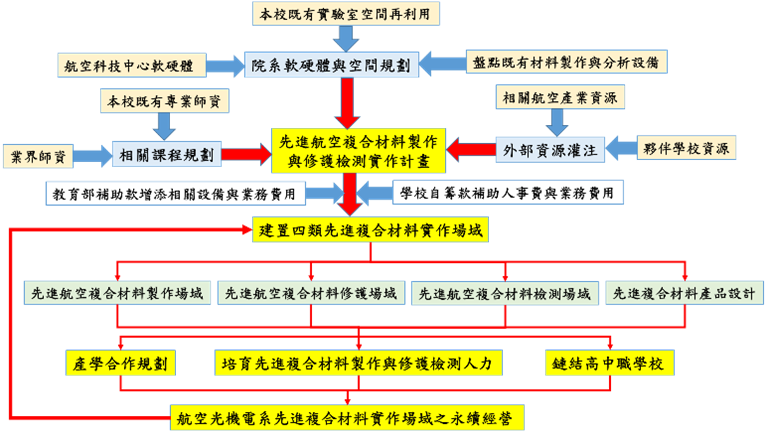 本校既有實驗室空間再利用
航空科技中心軟硬體
院系軟硬體與空間規劃
盤點既有材料製作與分析設備
本校既有專業師資
相關航空產業資源
業界師資
相關課程規劃
先進航空複合材料製作
與修護檢測實作計畫
外部資源灌注
夥伴學校資源
教育部補助款增添相關設備與業務費用
學校自籌款補助人事費與業務費用
建置四類先進複合材料實作場域
先進航空複合材料製作場域
先進航空複合材料修護場域
先進航空複合材料檢測場域
先進複合材料產品設計
產學合作規劃
培育先進複合材料製作與修護檢測人力
鏈結高中職學校
航空光機電系先進複合材料實作場域之永續經營